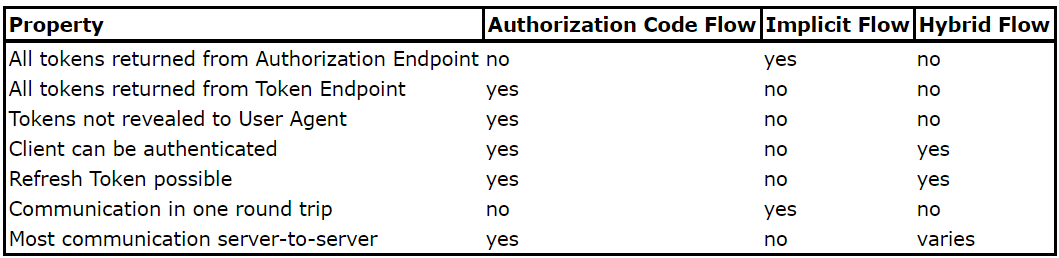 Property Authorization Code Flow Implicit Flow Hybrid Flow
All tokens returned from Authorization Endpoint no yes no
All tokens returned from Token Endpoint yes no no
Tokens not revealed to User Agent yes no no
Client can be authenticated yes no yes
Refresh Token possible yes no yes
Communication in one round trip no yes no
Most communication server-to-server yes no varies